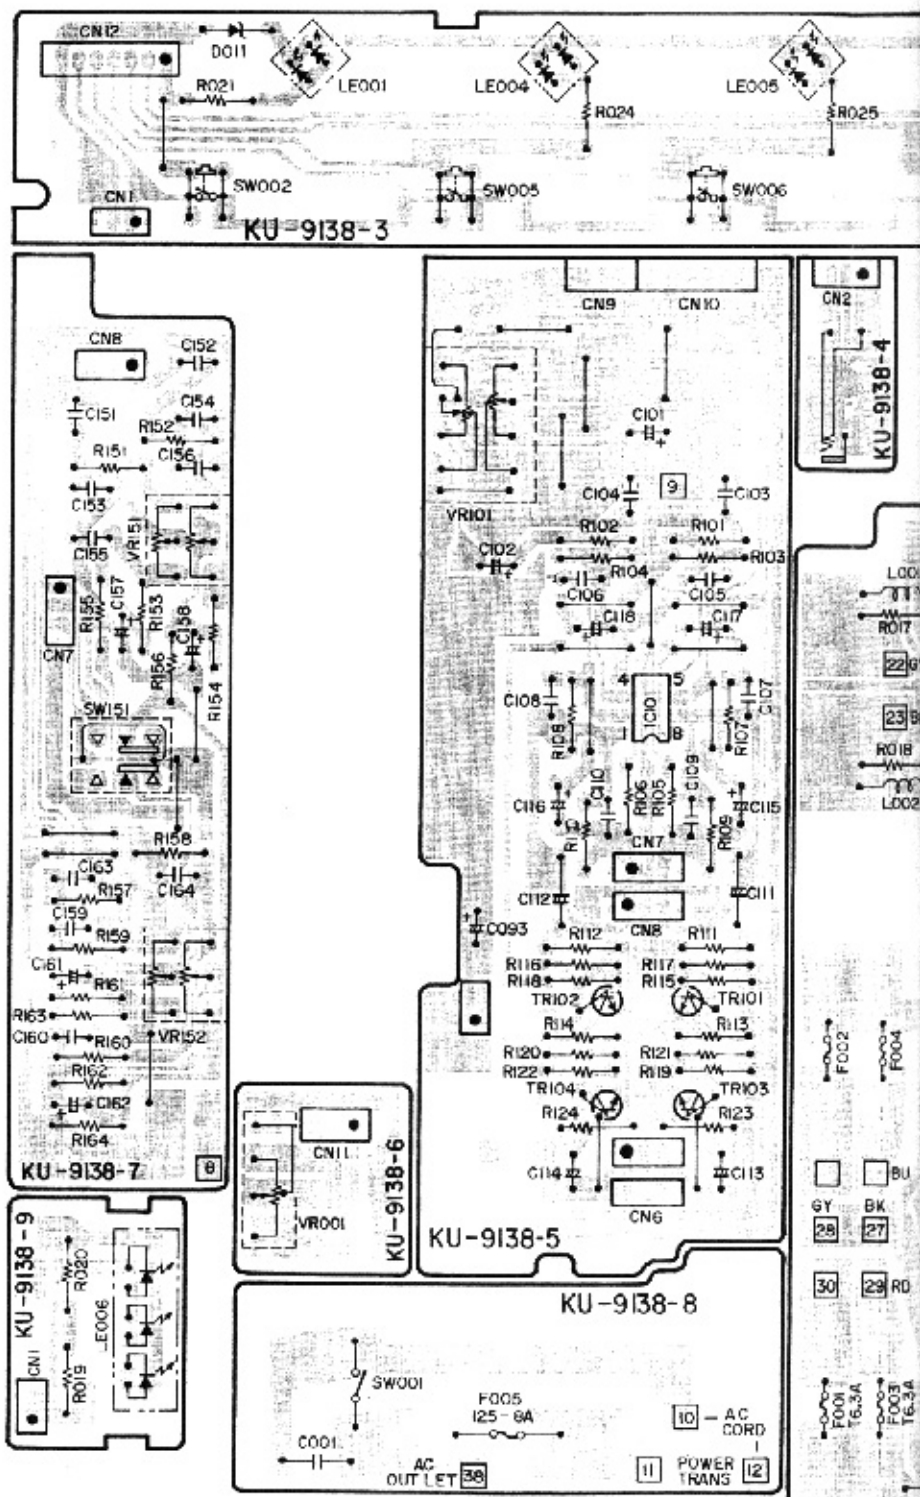 CN12
D011
LE001
LE004
LE005
R021
R024
R025
SW002
SW005
SW006
CN1
KU-9138-3
CN8
C152
C151
C154
R152
R151
C156
C153
C155
VR151
R155
C157
R153
C158
CN7
R156
R154
SW151
R158
C163
C164
R157
C159
R159
C161
R161
R163
VR152
C160
R160
R162
C162
R164
KU-9138-7
8
CN9
CN10
C101
VR101
C104
9
C103
R102
R101
C102
R104
R103
C106
C105
C118
C117
4
5
C108
IC101
C107
R108
1
8
R107
C109
C110
R106
R105
C116
C115
R109
CN7
C112
C111
CN8
C093
R112
R111
R116
R117
R118
R115
TR102
TR101
R114
R113
R120
R121
R122
R119
TR104
TR103
R124
R123
C114
C113
CN6
KU-9138-5
CN2
KU-9138-4
R017
22
23
R018
L002
F002
F004
BU
GY
BK
28
27
30
29 RD
F001
T6.3A
F003
T6.3A
CN11
VR001
KU-9138-6
KU-9138-9
R020
LE006
CN1
R019
KU-9138-8
SW001
F005
125-8A
C001
AC
OUT LET 38
10 - AC
CORD
11
POWER
TRANS
12